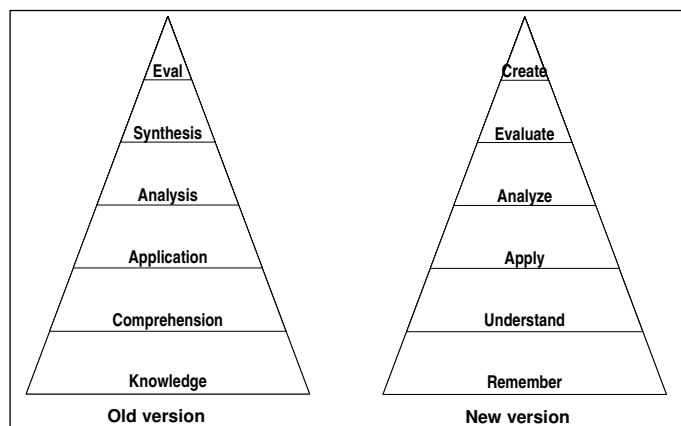 Eval
Synthesis
Analysis
Application
Comprehension
Knowledge
Old version
Create
Evaluate
Analyze
Apply
Understand
Remember
New version